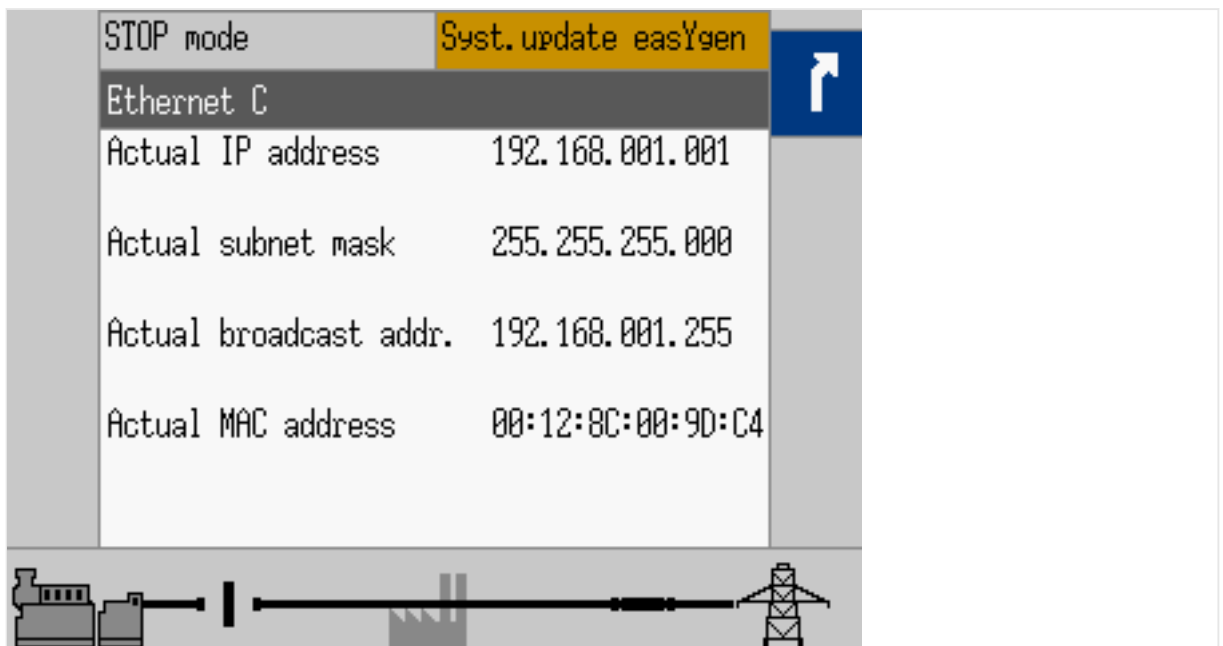 STOP mode
Syst.update easYgen
Ethernet C
Actual IP address 192.168.001.001
Actual subnet mask 255.255.255.000
Actual broadcast addr. 192.168.001.255
Actual MAC address 00:12:8C:00:9D:C4